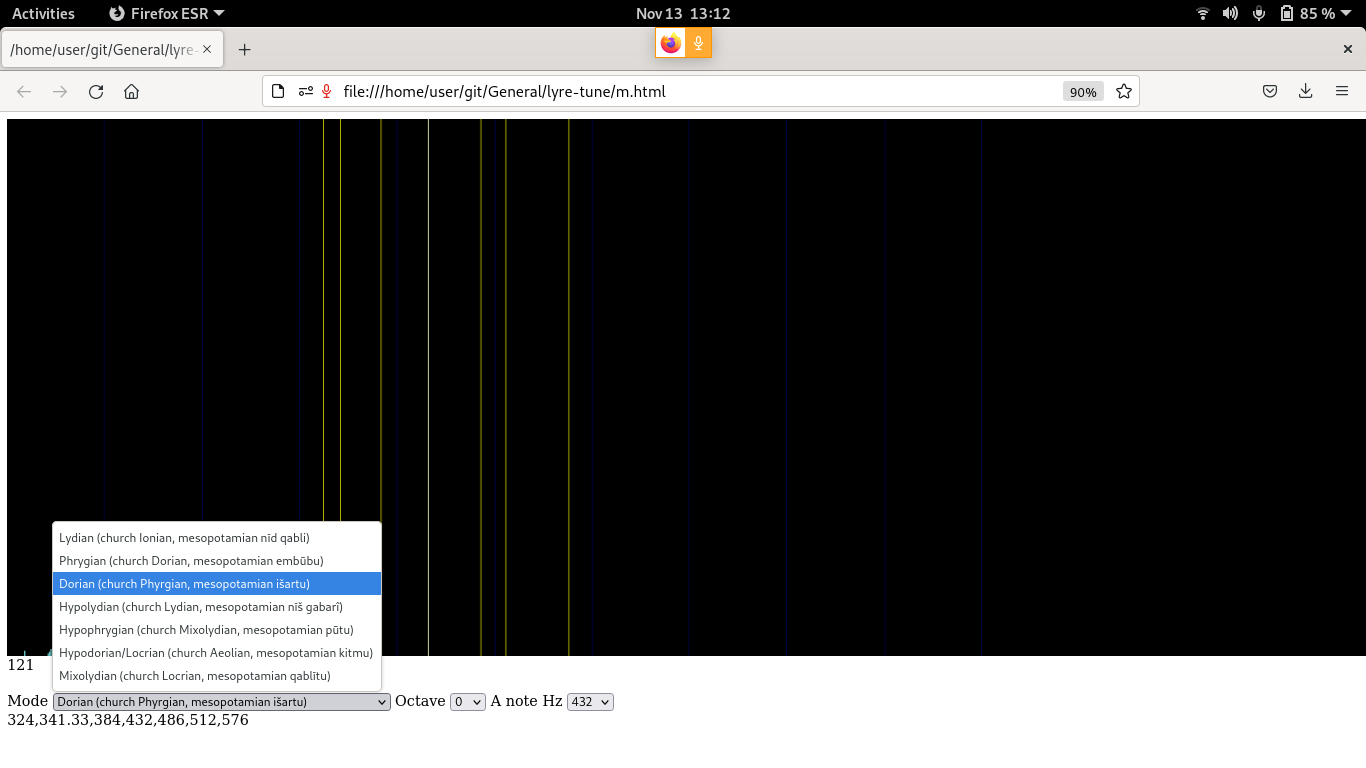 Activities Firefox ESR Nov 13 13:12 85 %
/home/user/git/General/lyre-
file:///home/user/git/General/lyre-tune/m.html 90%
Lydian (church Ionian, mesopotamian nīd qabli)
Phrygian (church Dorian, mesopotamian embūbu)
Dorian (church Phyrgian, mesopotamian išartu)
Hypolydian (church Lydian, mesopotamian nīš gabarî)
Hypophrygian (church Mixolydian, mesopotamian pūtu)
Hypodorian/Locrian (church Aeolian, mesopotamian kitmu)
Mixolydian (church Locrian, mesopotamian qablītu)
121
Mode Dorian (church Phyrgian, mesopotamian išartu) Octave 0 A note Hz 432
324,341.33,384,432,486,512,576